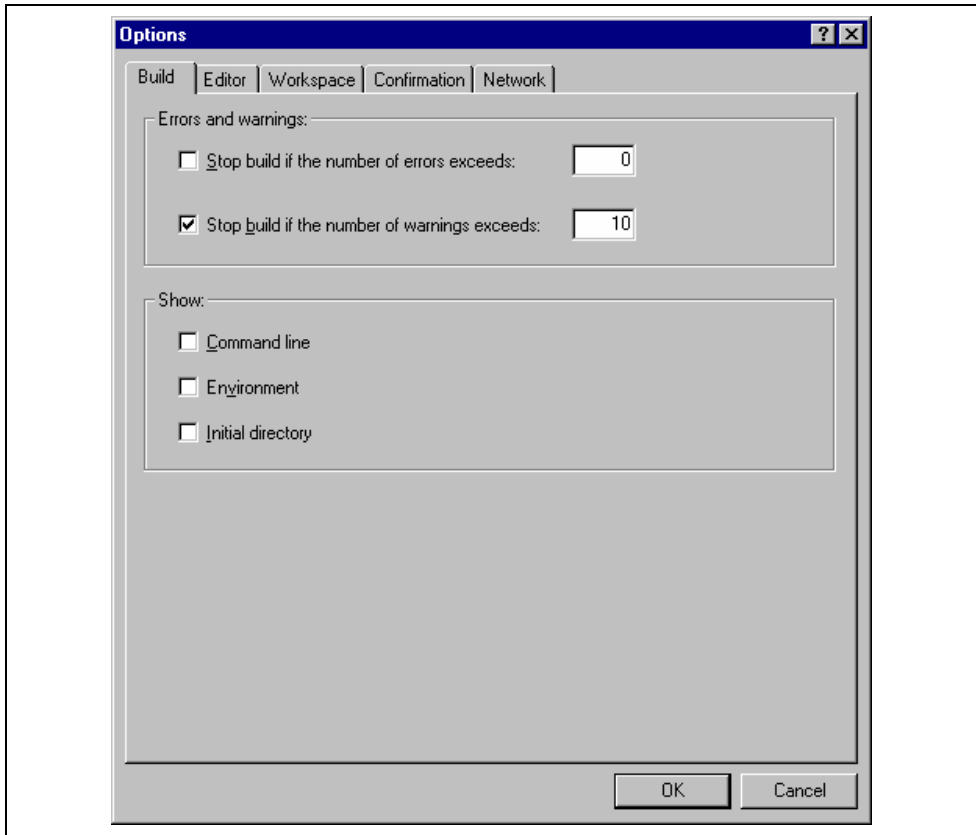 Options
Build Editor Workspace Confirmation Network
Errors and warnings:
Stop build if the number of errors exceeds: 0
Stop build if the number of warnings exceeds: 10
Show:
Command line
Environment
Initial directory
OK Cancel